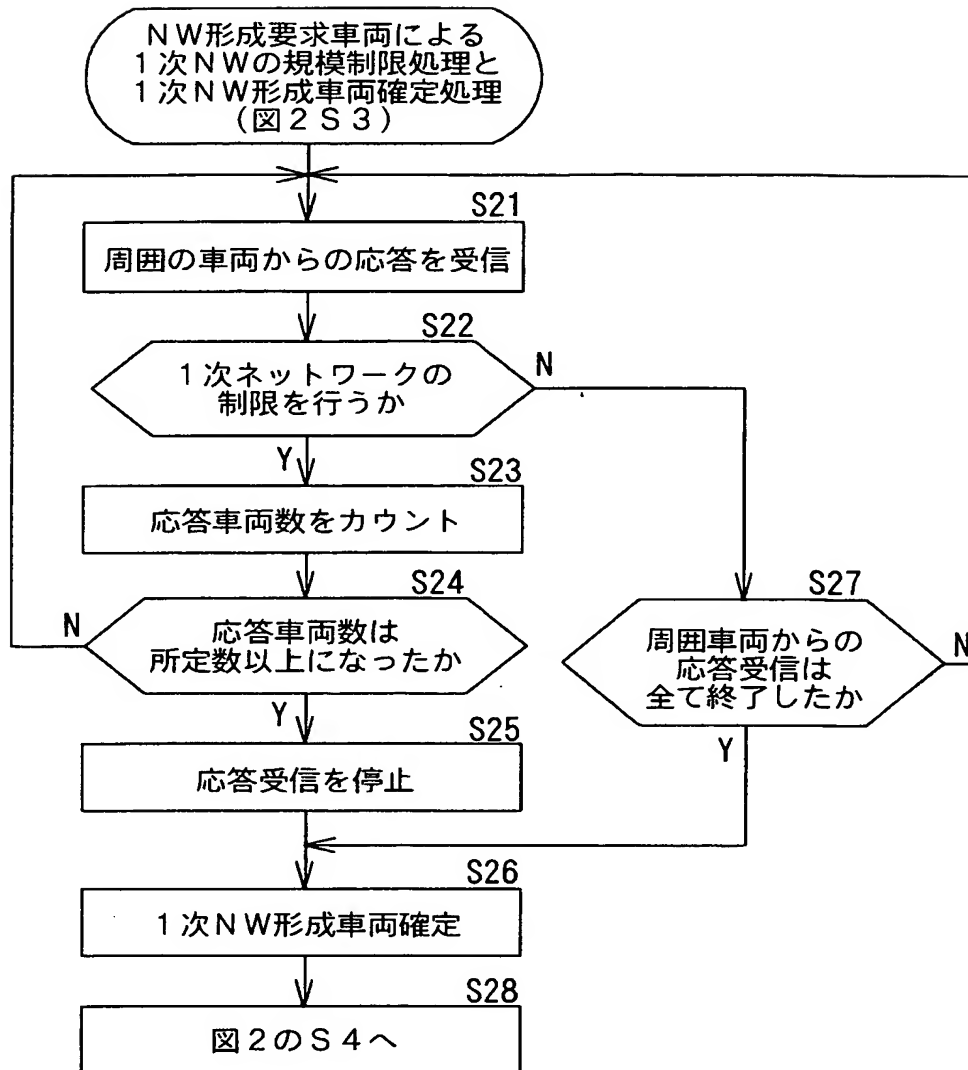 NW形成要求車両による
1次NWの規模制限処理と
1次NW形成車両確定処理
(図2S3)
S21
周囲の車両からの応答を受信
S22
1次ネットワークの
制限を行うか
N
Y
S23
応答車両数をカウント
S24
応答車両数は
所定数以上になったか
N
Y
S27
周囲車両からの
応答受信は
全て終了したか
N
Y
S25
応答受信を停止
S26
1次NW形成車両確定
S28
図2のS4へ